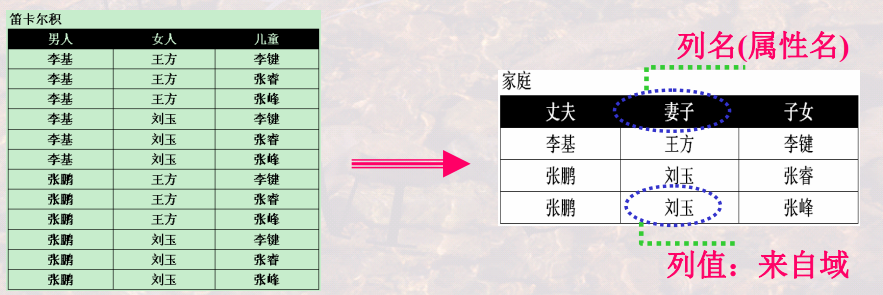 笛卡尔积
男人 女人 儿童
李基 王方 李键
李基 王方 张睿
李基 王方 张峰
李基 刘玉 李键
李基 刘玉 张睿
李基 刘玉 张峰
张鹏 王方 李键
张鹏 王方 张睿
张鹏 王方 张峰
张鹏 刘玉 李键
张鹏 刘玉 张睿
张鹏 刘玉 张峰
列名(属性名)
家庭
丈夫 妻子 子女
李基 王方 李键
张鹏 刘玉 张睿
张鹏 刘玉 张峰
列值：来自域